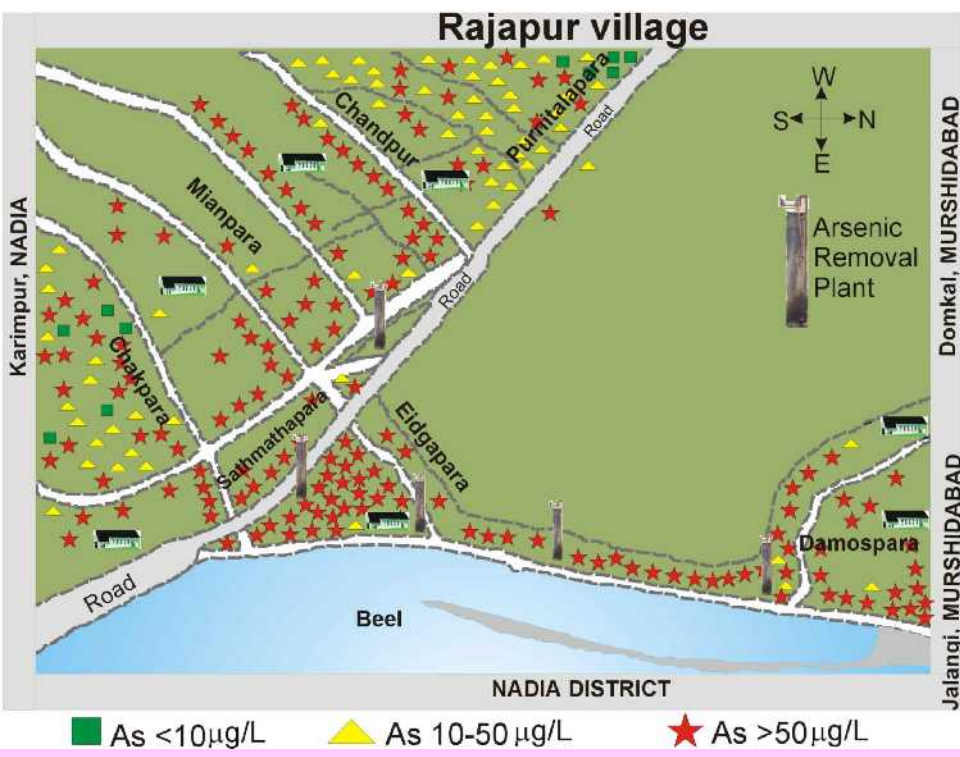 Rajapur village
Purnitalapara
Chandpur
Road
W
S N
E
Mianpara
Arsenic
Removal
Plant
Karimpur, NADIA
Domkal, MURSHIDABAD
Road
Chakpara
Sathmathapara
Eidgapara
Damospara
Jalangi, MURSHIDABAD
Road
Beel
NADIA DISTRICT
As <10µg/L As 10-50 µg/L As >50µg/L